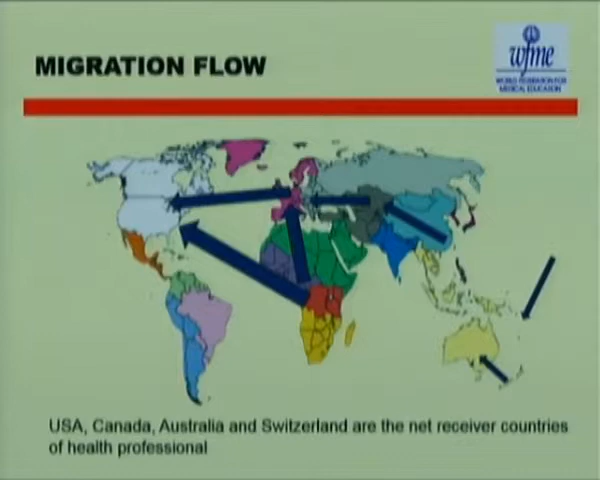 MIGRATION FLOW
wfme
WORLD FEDERATION FOR
MEDICAL EDUCATION
USA, Canada, Australia and Switzerland are the net receiver countries
of health professional